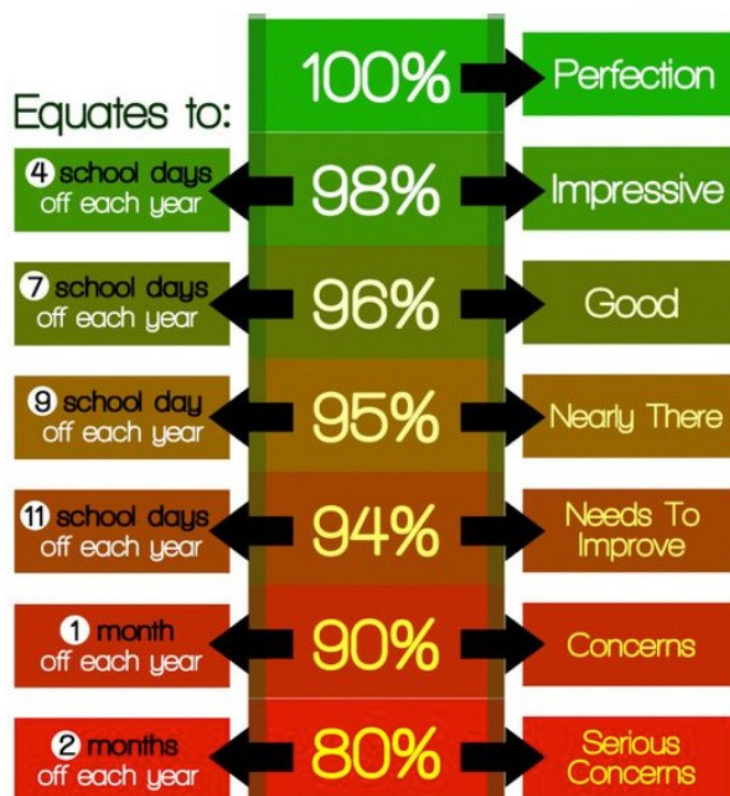 100%
Perfection
Equates to:
4 school days
off each year
98%
Impressive
7 school days
off each year
96%
Good
9 school day
off each year
95%
Nearly There
11 school days
off each year
94%
Needs To
Improve
1 month
off each year
90%
Concerns
2 months
off each year
80%
Serious
Concerns